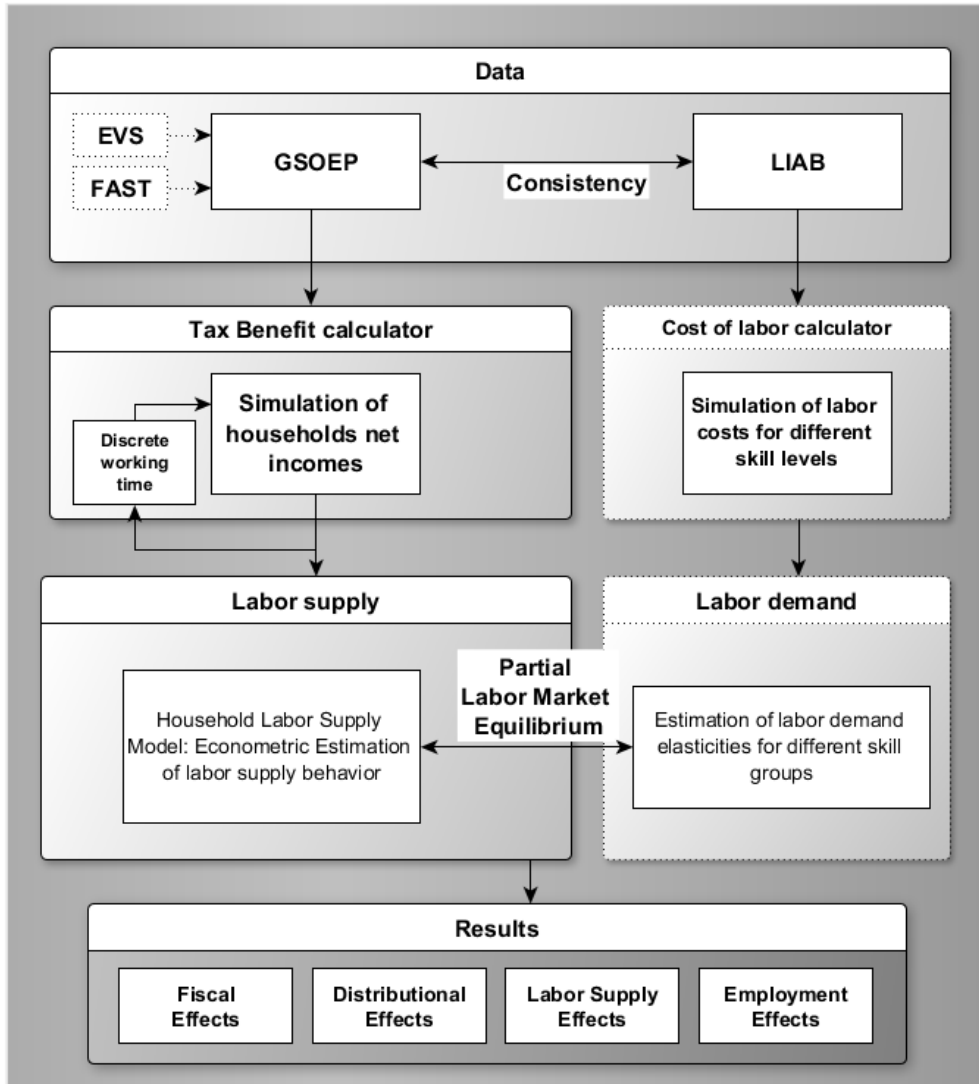 Data
EVS
FAST
GSOEP
Consistency
LIAB
Tax Benefit calculator
Discrete
working
time
Simulation of
households net
incomes
Cost of labor calculator
Simulation of labor
costs for different
skill levels
Labor supply
Household Labor Supply
Model: Econometric Estimation
of labor supply behavior
Partial
Labor Market
Equilibrium
Labor demand
Estimation of labor demand
elasticities for different skill
groups
Results
Fiscal
Effects
Distributional
Effects
Labor Supply
Effects
Employment
Effects